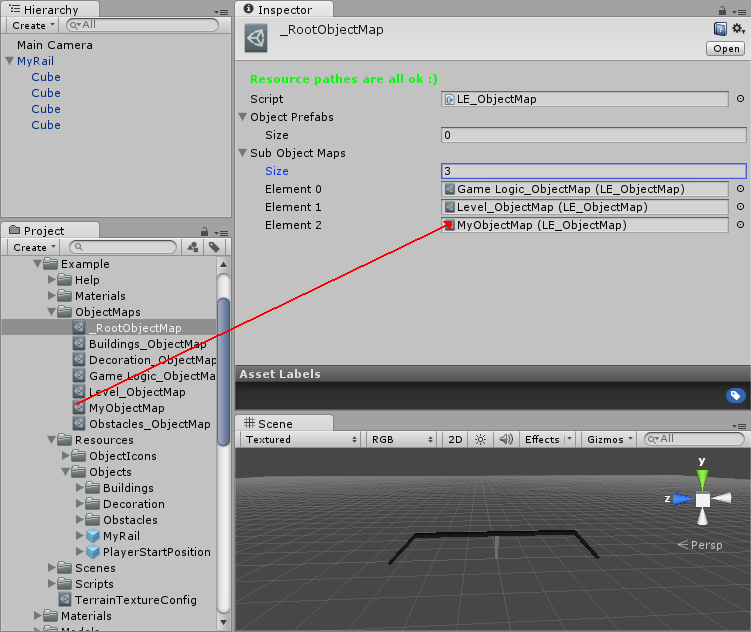 Hierarchy
Create
All
Main Camera
MyRail
Cube
Cube
Cube
Cube
Project
Create
Example
Help
Materials
ObjectMaps
_RootObjectMap
Buildings_ObjectMap
Decoration_ObjectMap
Game Logic_ObjectMa
Level_ObjectMap
MyObjectMap
Obstacles_ObjectMap
Resources
ObjectIcons
Objects
Buildings
Decoration
Obstacles
MyRail
PlayerStartPosition
Scenes
Scripts
TerrainTextureConfig
Materials
Models
Inspector
_RootObjectMap
Open
Resource pathes are all ok :)
Script LE_ObjectMap
Object Prefabs
Size 0
Sub Object Maps
Size 3
Element 0 Game Logic_ObjectMap (LE_ObjectMap)
Element 1 Level_ObjectMap (LE_ObjectMap)
Element 2 MyObjectMap (LE_ObjectMap)
Asset Labels
Scene
Textured RGB 2D Effects Gizmos All
y
z
Persp